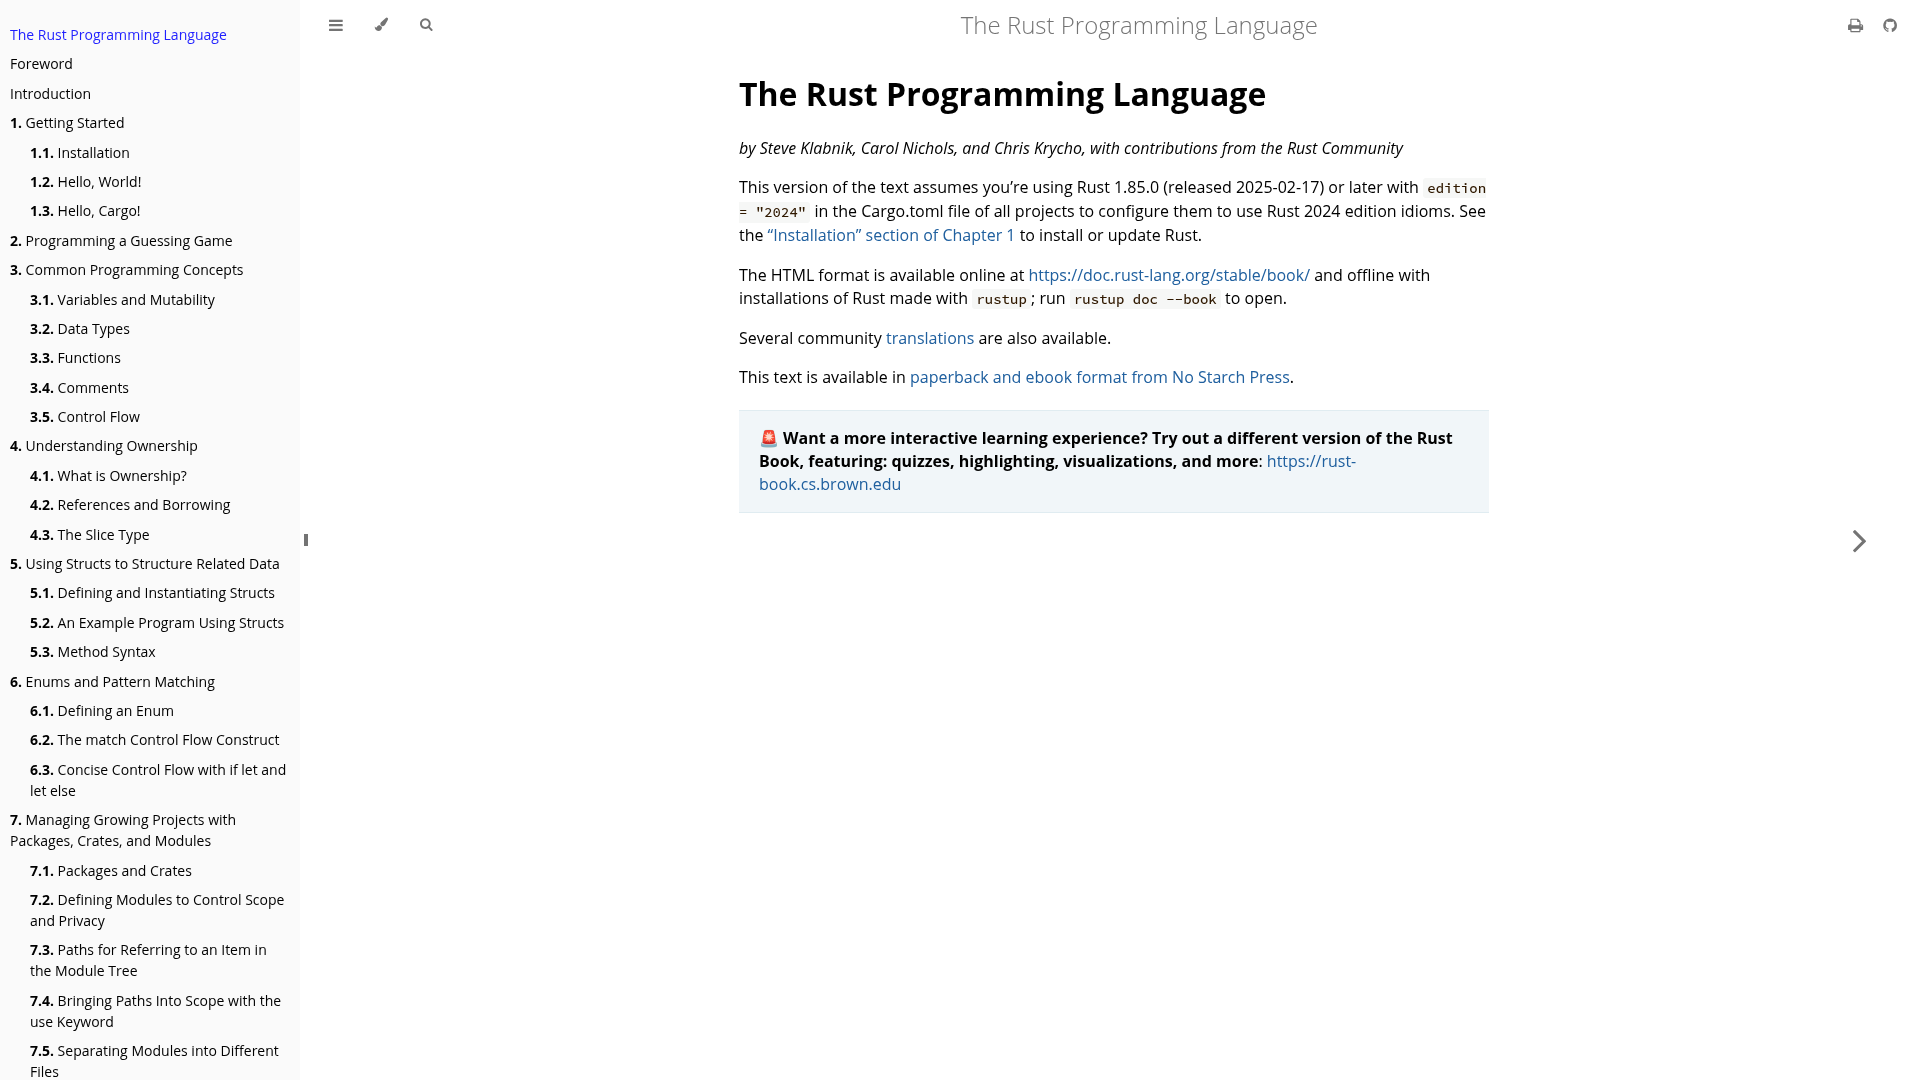 The Rust Programming Language
Foreword
Introduction
1. Getting Started
1.1. Installation
1.2. Hello, World!
1.3. Hello, Cargo!
2. Programming a Guessing Game
3. Common Programming Concepts
3.1. Variables and Mutability
3.2. Data Types
3.3. Functions
3.4. Comments
3.5. Control Flow
4. Understanding Ownership
4.1. What is Ownership?
4.2. References and Borrowing
4.3. The Slice Type
5. Using Structs to Structure Related Data
5.1. Defining and Instantiating Structs
5.2. An Example Program Using Structs
5.3. Method Syntax
6. Enums and Pattern Matching
6.1. Defining an Enum
6.2. The match Control Flow Construct
6.3. Concise Control Flow with if let and
let else
7. Managing Growing Projects with
Packages, Crates, and Modules
7.1. Packages and Crates
7.2. Defining Modules to Control Scope
and Privacy
7.3. Paths for Referring to an Item in
the Module Tree
7.4. Bringing Paths Into Scope with the
use Keyword
7.5. Separating Modules into Different
Files
The Rust Programming Language
The Rust Programming Language
by Steve Klabnik, Carol Nichols, and Chris Krycho, with contributions from the Rust Community
This version of the text assumes you’re using Rust 1.85.0 (released 2025-02-17) or later with edition
= "2024" in the Cargo.toml file of all projects to configure them to use Rust 2024 edition idioms. See
the “Installation” section of Chapter 1 to install or update Rust.
The HTML format is available online at https://doc.rust-lang.org/stable/book/ and offline with
installations of Rust made with rustup; run rustup doc --book to open.
Several community translations are also available.
This text is available in paperback and ebook format from No Starch Press.
🚨 Want a more interactive learning experience? Try out a different version of the Rust
Book, featuring: quizzes, highlighting, visualizations, and more: https://rust-
book.cs.brown.edu